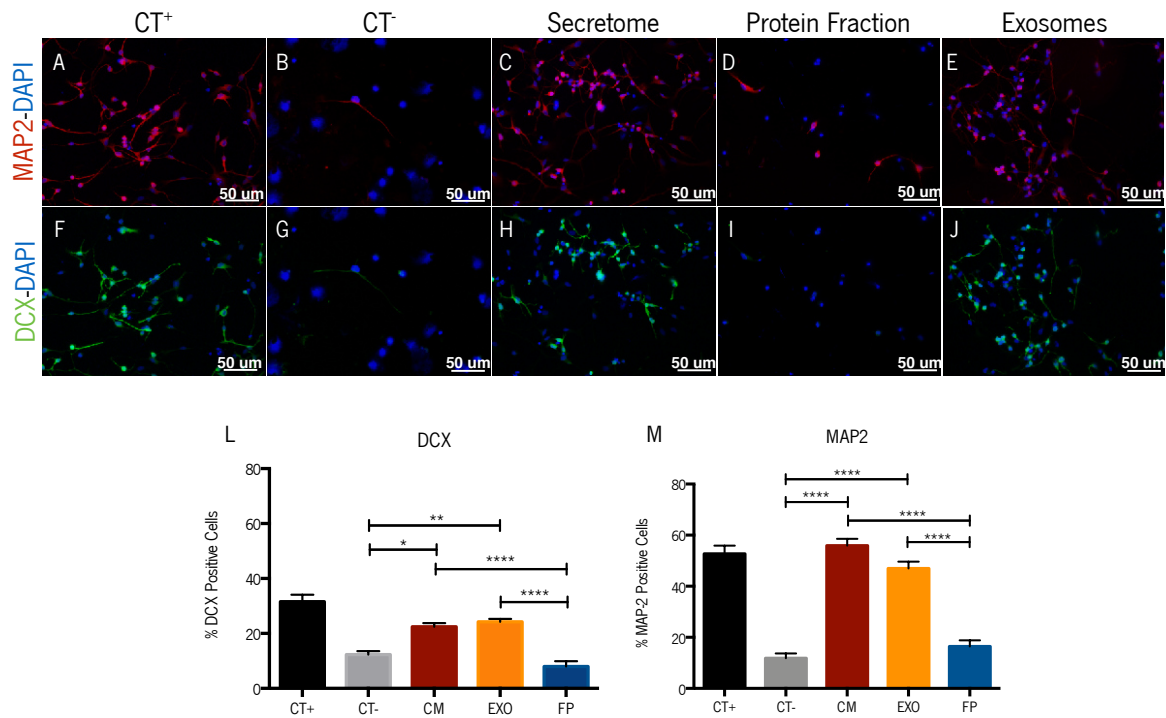 CT+ CT- Secretome Protein Fraction Exosomes
MAP2-DAPI
A B C D E
50 um 50 um 50 um 50 um 50 um
DCX-DAPI
F G H I J
50 um 50 um 50 um 50 um 50 um
L DCX
% DCX Positive Cells
80
60
40
20
0
**
*
****
****
CT+ CT- CM EXO FP
M MAP2
% MAP-2 Positive Cells
80
60
40
20
0
****
****
****
****
CT+ CT- CM EXO FP